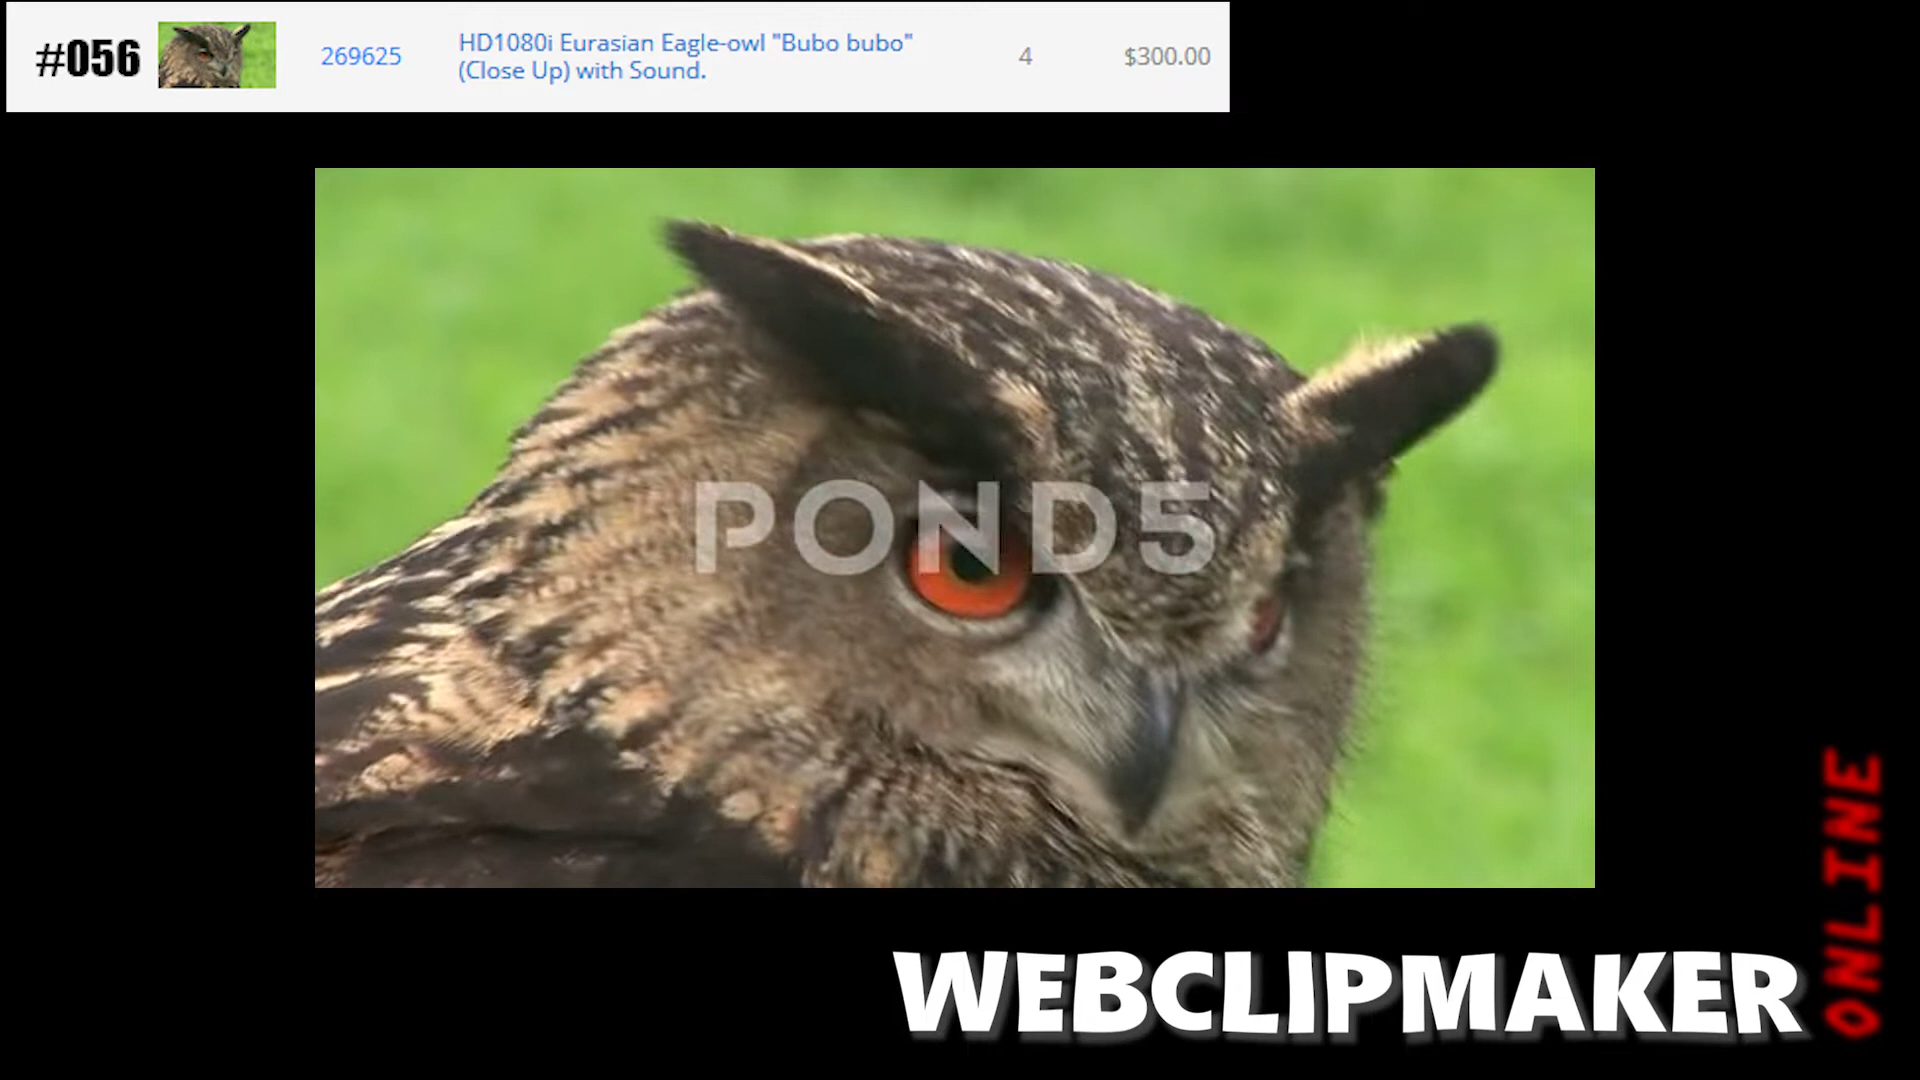 #056
269625
HD1080i Eurasian Eagle-owl "Bubo bubo"
(Close Up) with Sound.
4
$300.00
POND5
WEBCLIPMAKER
ONLINE